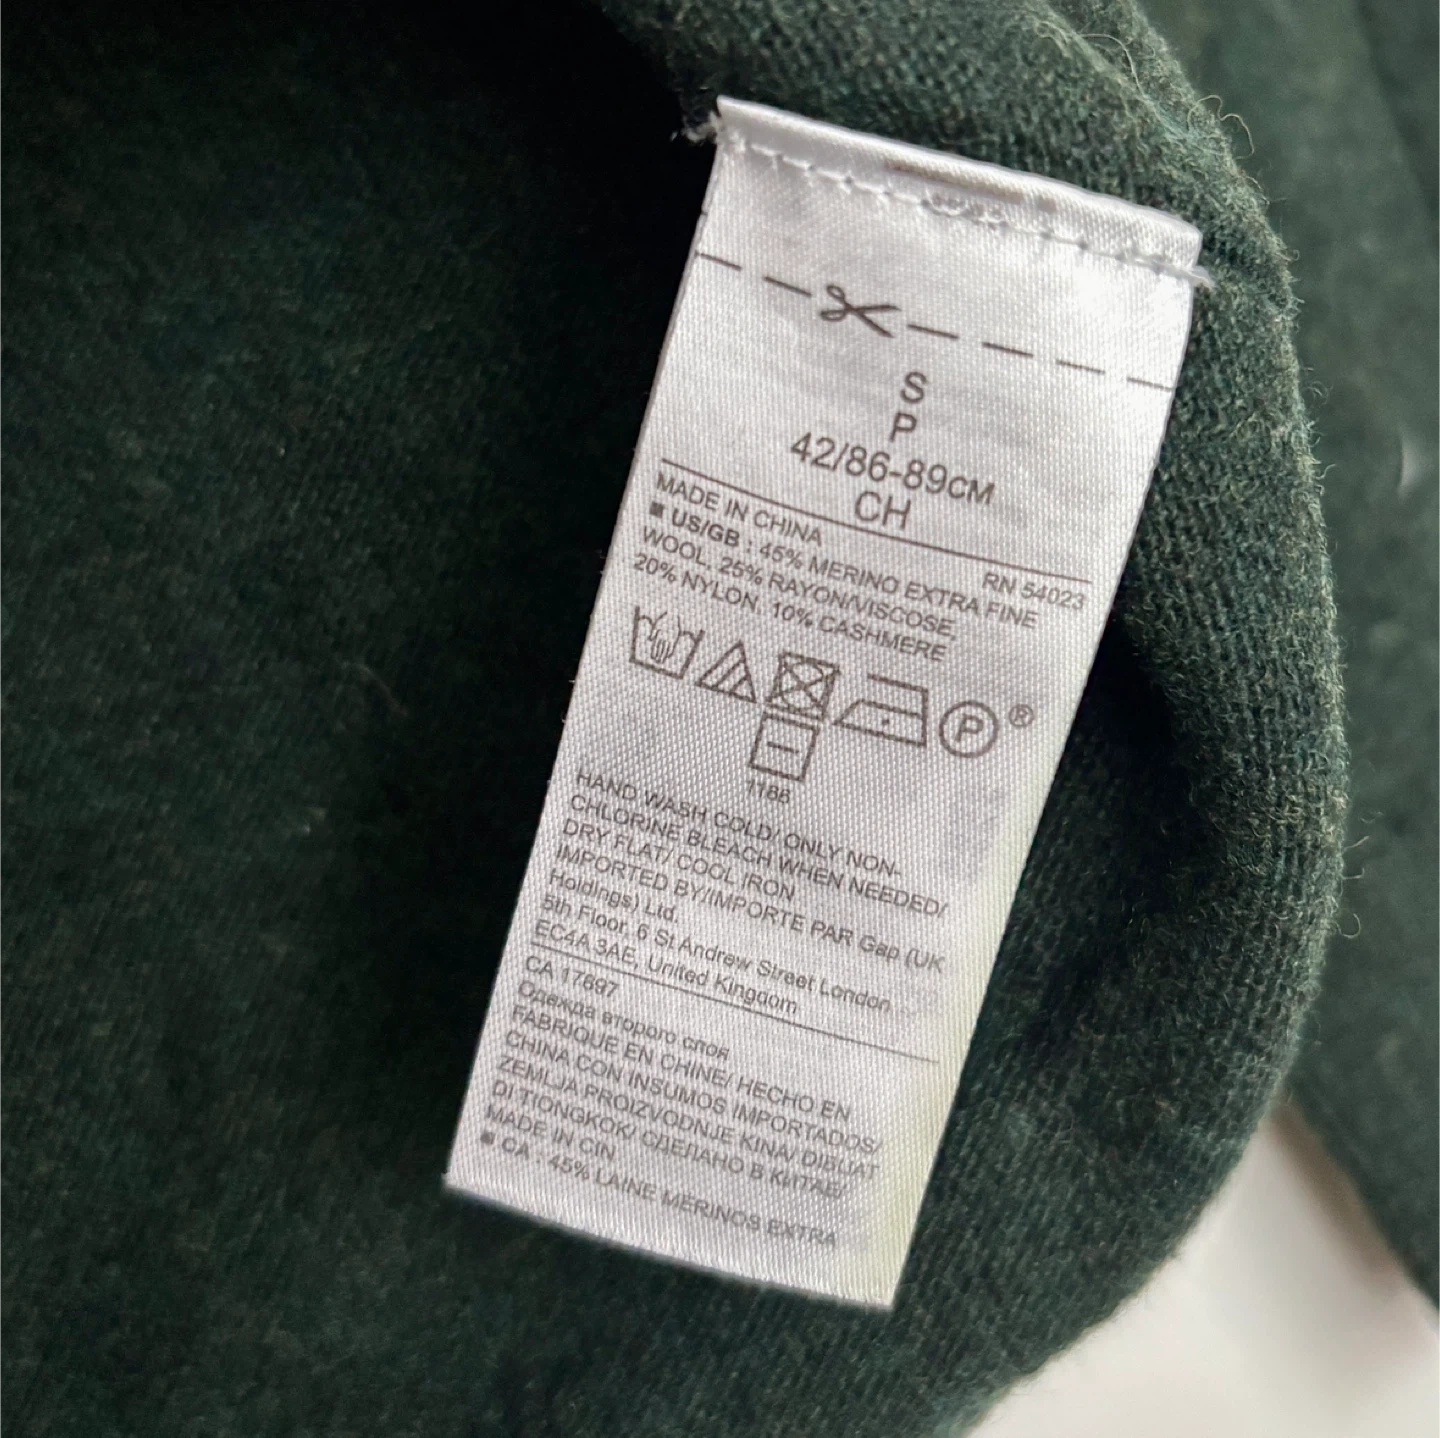 S
P
42/86-89CM
CH
MADE IN CHINA
RN 54023
■ US/GB : 45% MERINO EXTRA FINE
WOOL, 25% RAYON/VISCOSE,
20% NYLON, 10% CASHMERE
P ®
1186
HAND WASH COLD/ ONLY NON-
CHLORINE BLEACH WHEN NEEDED/
DRY FLAT/ COOL IRON
IMPORTED BY/IMPORTE PAR Gap (UK
Holdings) Ltd.
5th Floor, 6 St Andrew Street London
EC4A 3AE, United Kingdom
CA 17897
Одежда второго слоя
FABRIQUE EN CHINE/ HECHO EN
CHINA CON INSUMOS IMPORTADOS/
ZEMLJA PROIZVODNJE KINA/ DIBUAT
DI TIONGKOK/ СДЕЛАНО В КИТАЕ/
MADE IN CIN
■ CA : 45% LAINE MÉRINOS EXTRA